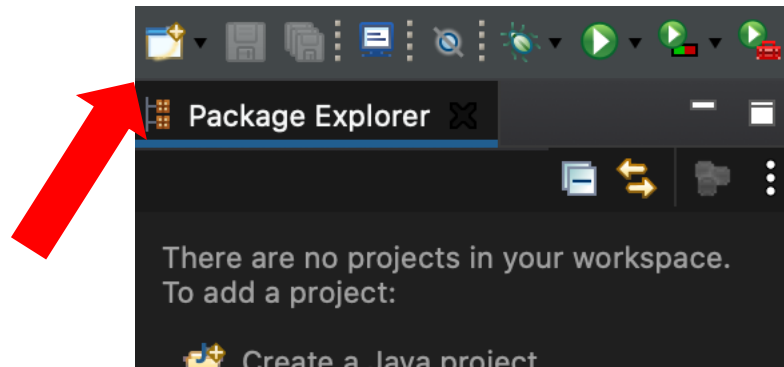 Package Explorer
There are no projects in your workspace.
To add a project:
Create a Java project